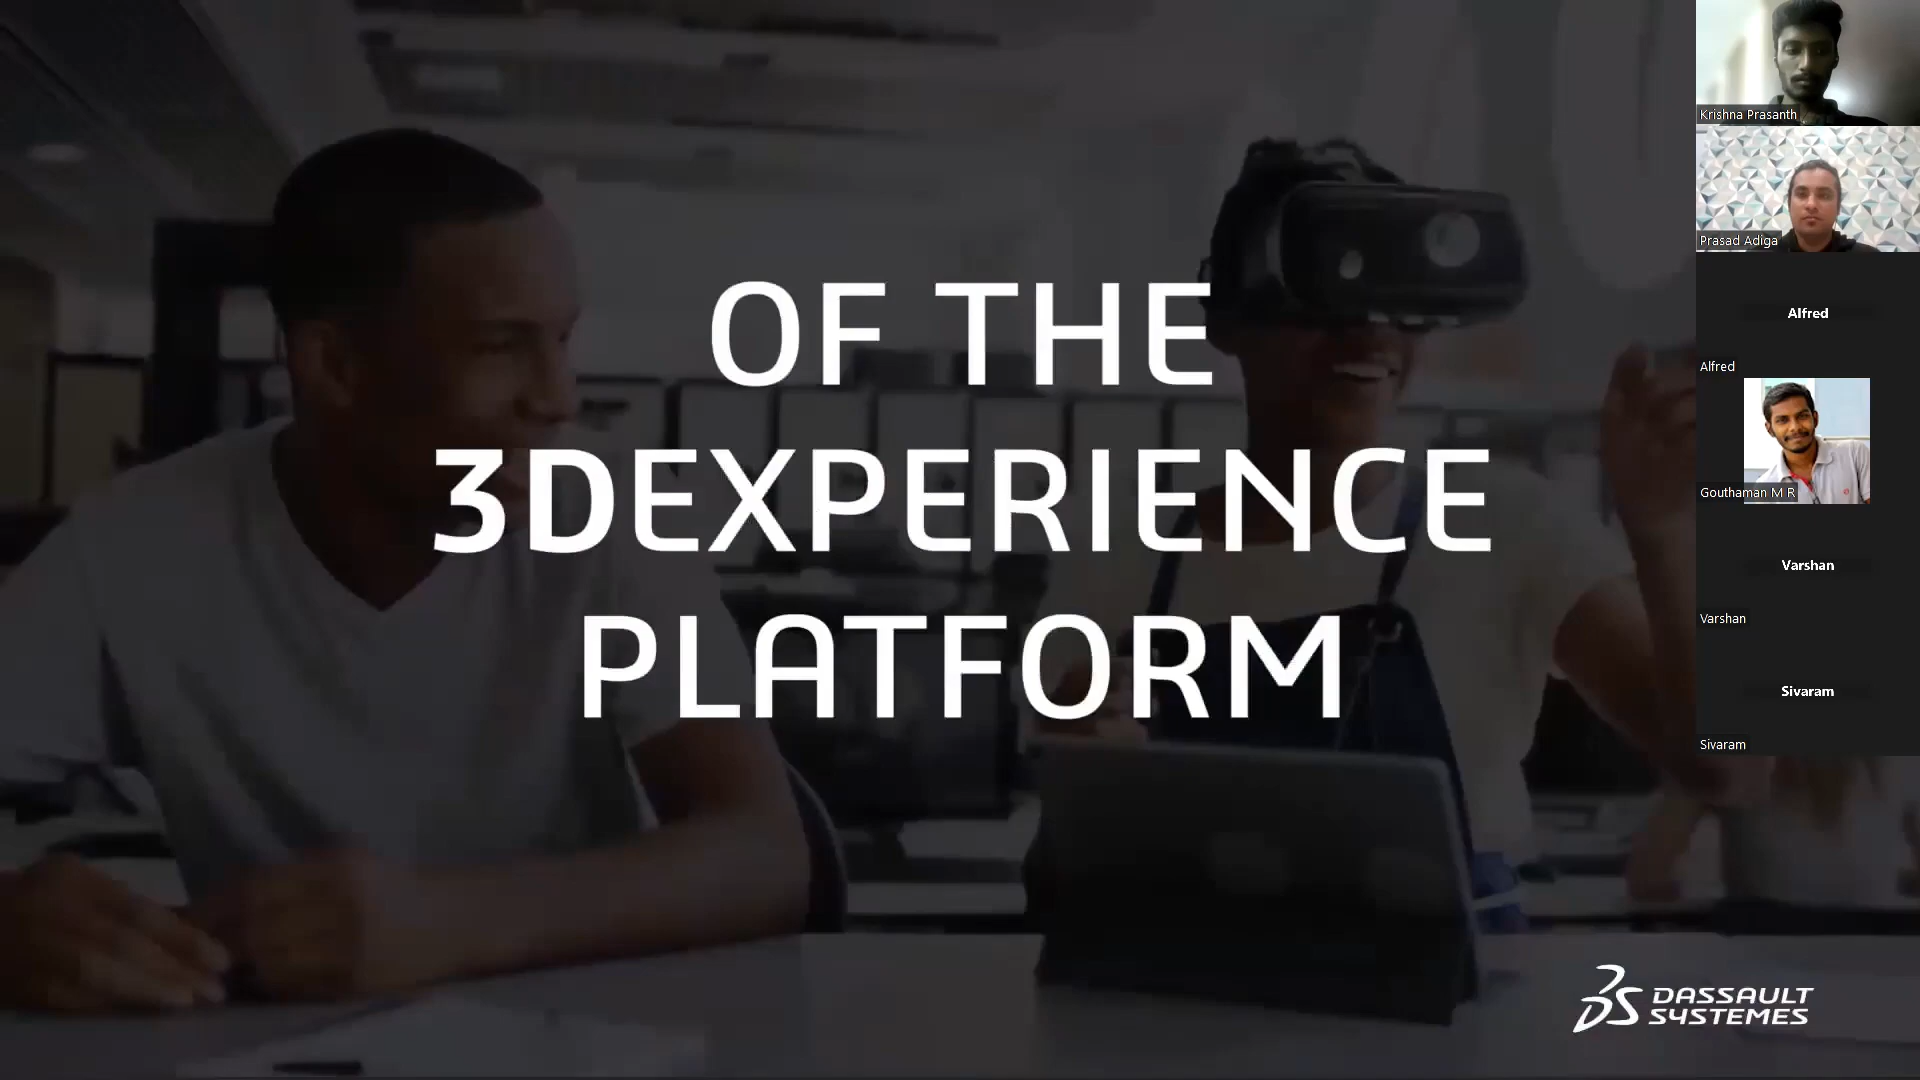 OF THE
3DEXPERIENCE
PLATFORM
DASSAULT
SYSTEMES
Krishna Prasanth
Prasad Adiga
Alfred
Alfred
Gouthaman M R
Varshan
Varshan
Sivaram
Sivaram